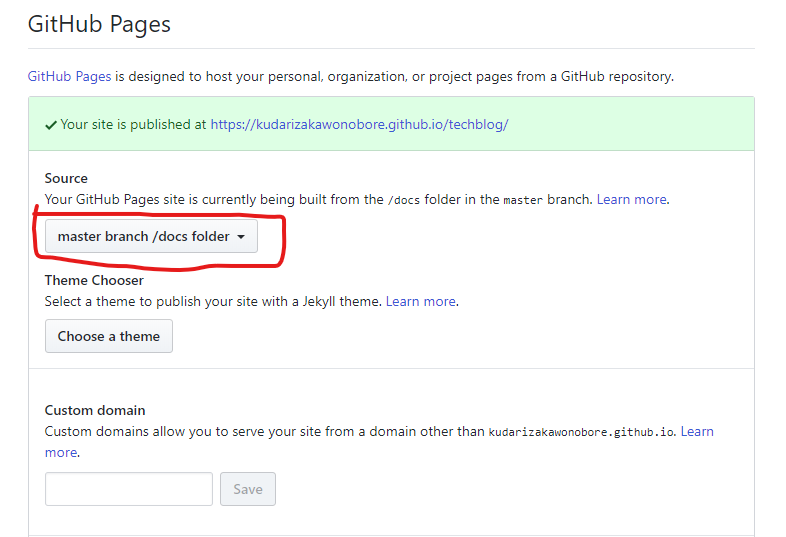 GitHub Pages
GitHub Pages is designed to host your personal, organization, or project pages from a GitHub repository.
Your site is published at https://kudarizakawonobore.github.io/techblog/
Source
Your GitHub Pages site is currently being built from the /docs folder in the master branch. Learn more.
master branch /docs folder
Theme Chooser
Select a theme to publish your site with a Jekyll theme. Learn more.
Choose a theme
Custom domain
Custom domains allow you to serve your site from a domain other than kudarizakawonobore.github.io. Learn
more.
Save